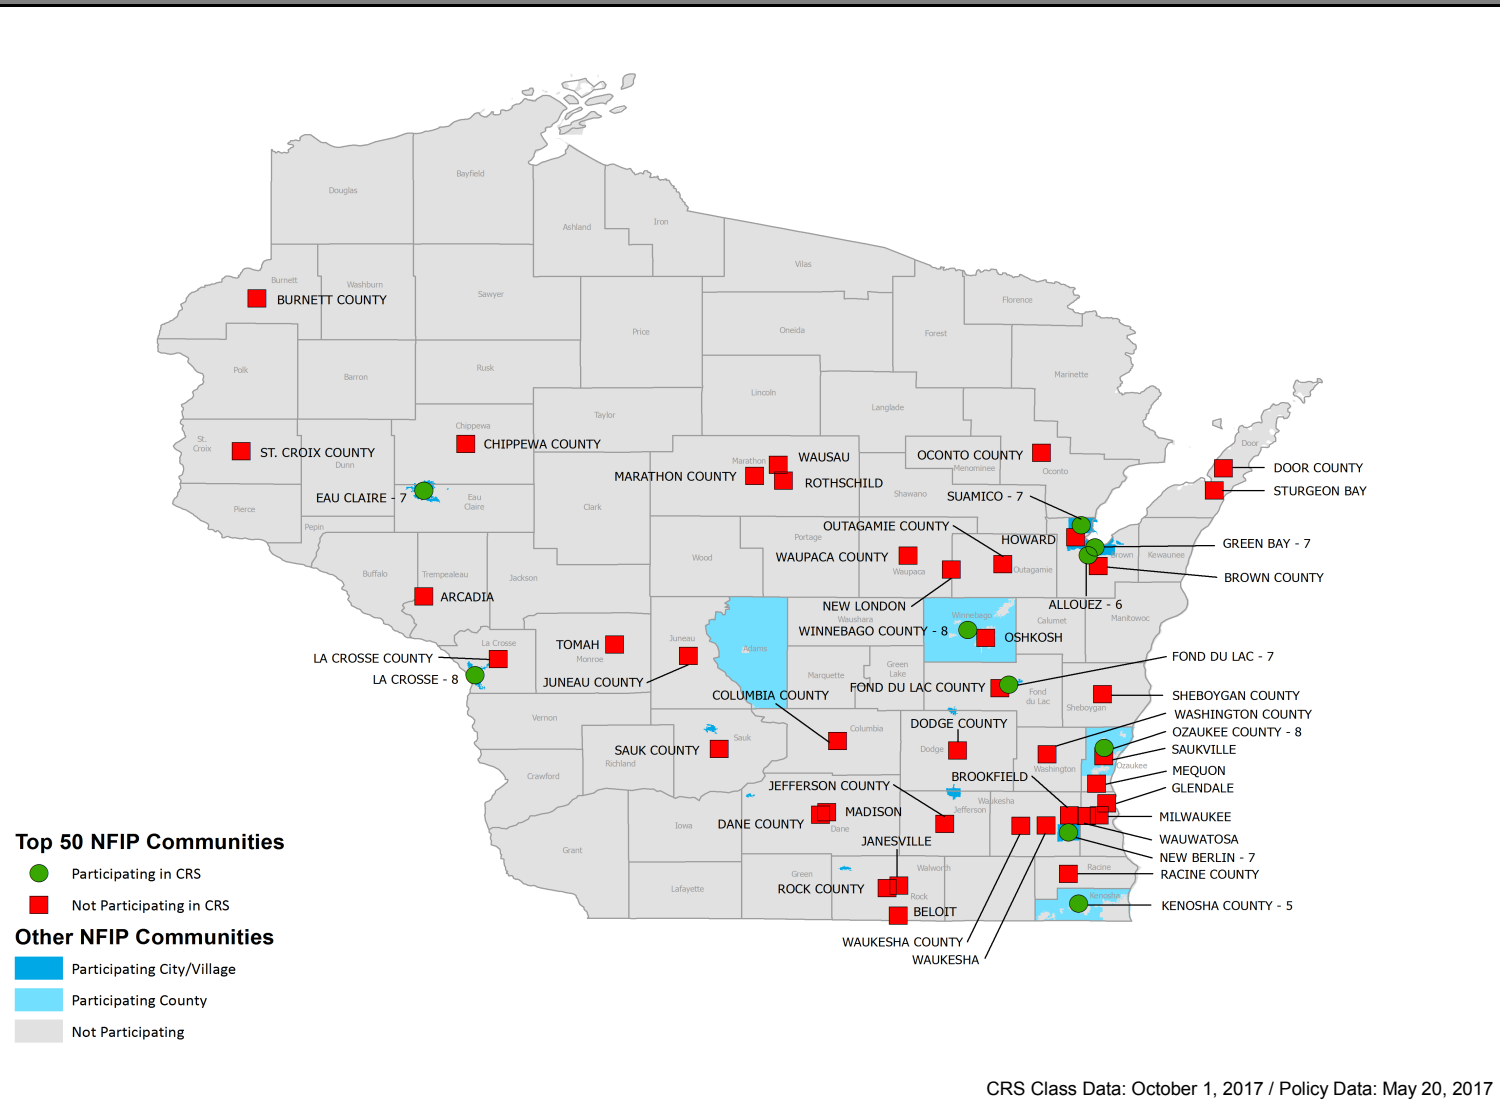 Douglas
Bayfield
Ashland
Iron
Vilas
Burnett
Washburn
Sawyer
BURNETT COUNTY
Florence
Price
Oneida
Forest
Polk
Barron
Rusk
Marinette
Lincoln
Langlade
Taylor
Chippewa
St.
Croix
ST. CROIX COUNTY
Dunn
CHIPPEWA COUNTY
Marathon
WAUSAU
MARATHON COUNTY
ROTHSCHILD
OCONTO COUNTY
Menominee
Oconto
Door
DOOR COUNTY
STURGEON BAY
EAU CLAIRE - 7
Eau
Claire
Pierce
Pepin
Clark
Shawano
SUAMICO - 7
OUTAGAMIE COUNTY
HOWARD
GREEN BAY - 7
Portage
Wood
WAUPACA COUNTY
Waupaca
Outagamie
Brown
Kewaunee
BROWN COUNTY
Buffalo
Trempealeau
Jackson
ARCADIA
NEW LONDON
ALLOUEZ - 6
Waushara
Winnebago
WINNEBAGO COUNTY - 8
OSHKOSH
Calumet
Manitowoc
La Crosse
LA CROSSE COUNTY
LA CROSSE - 8
TOMAH
Monroe
Juneau
JUNEAU COUNTY
Adams
Marquette
Green
Lake
FOND DU LAC - 7
FOND DU LAC COUNTY
Fond
du Lac
Sheboygan
SHEBOYGAN COUNTY
COLUMBIA COUNTY
Vernon
WASHINGTON COUNTY
DODGE COUNTY
OZAUKEE COUNTY - 8
Columbia
Sauk
SAUK COUNTY
Richland
Dodge
SAUKVILLE
Washington
Ozaukee
Crawford
MEQUON
BROOKFIELD
JEFFERSON COUNTY
GLENDALE
Waukesha
Jefferson
MADISON
DANE COUNTY
Dane
Iowa
MILWAUKEE
WAUWATOSA
JANESVILLE
Grant
NEW BERLIN - 7
Green
Walworth
Racine
RACINE COUNTY
Lafayette
ROCK COUNTY
Rock
Kenosha
KENOSHA COUNTY - 5
BELOIT
WAUKESHA COUNTY
WAUKESHA
Top 50 NFIP Communities
Participating in CRS
Not Participating in CRS
Other NFIP Communities
Participating City/Village
Participating County
Not Participating
CRS Class Data: October 1, 2017 / Policy Data: May 20, 2017